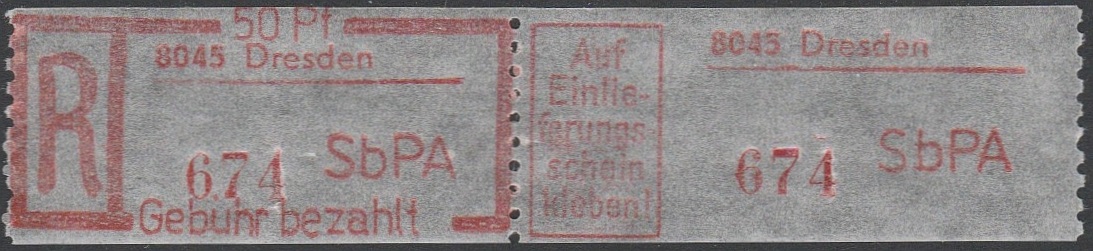 50 Pf
R
8045 Dresden
674 SbPA
Gebühr bezahlt
Auf
Einlie-
ferungs-
schein
kleben!
8045 Dresden
674 SbPA